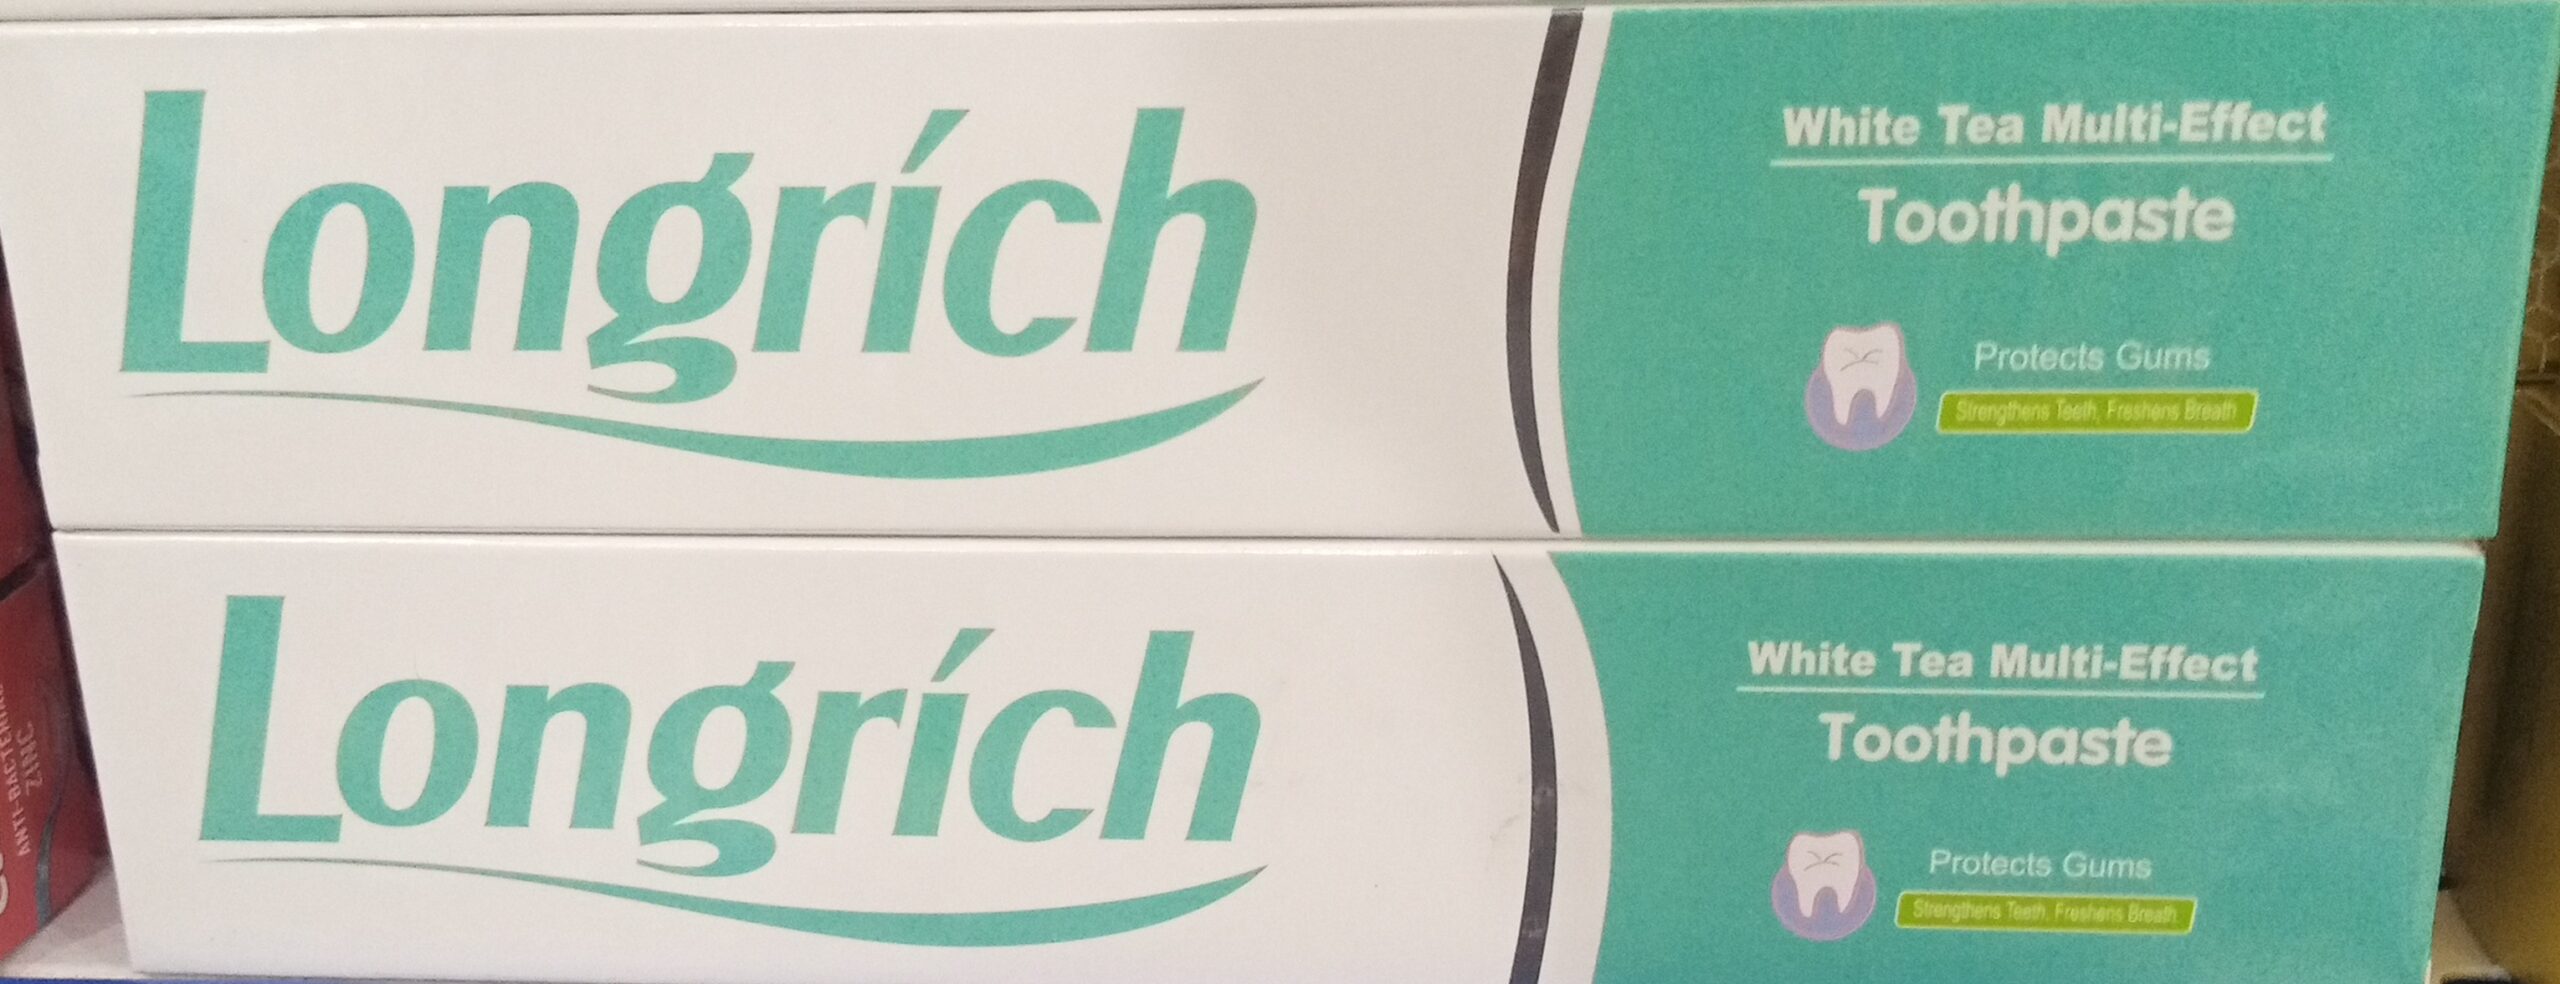 Longrích
White Tea Multi-Effect
Toothpaste
Protects Gums
Strengthens Teeth, Freshens Breath
Longrích
White Tea Multi-Effect
Toothpaste
Protects Gums
Strengthens Teeth, Freshens Breath
ZINC